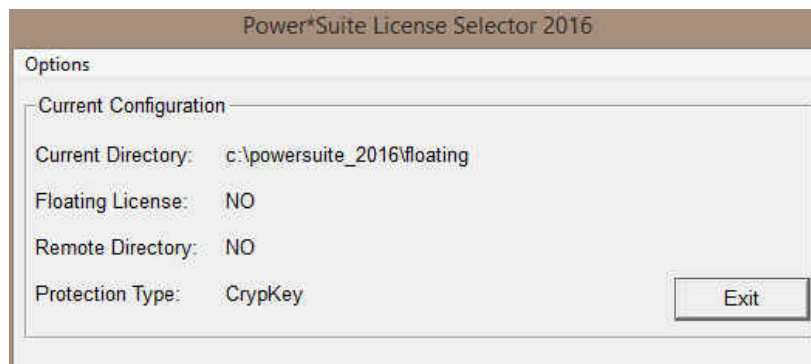 Power*Suite License Selector 2016
Options
Current Configuration
Current Directory: c:\powersuite_2016\floating
Floating License: NO
Remote Directory: NO
Protection Type: CrypKey
Exit